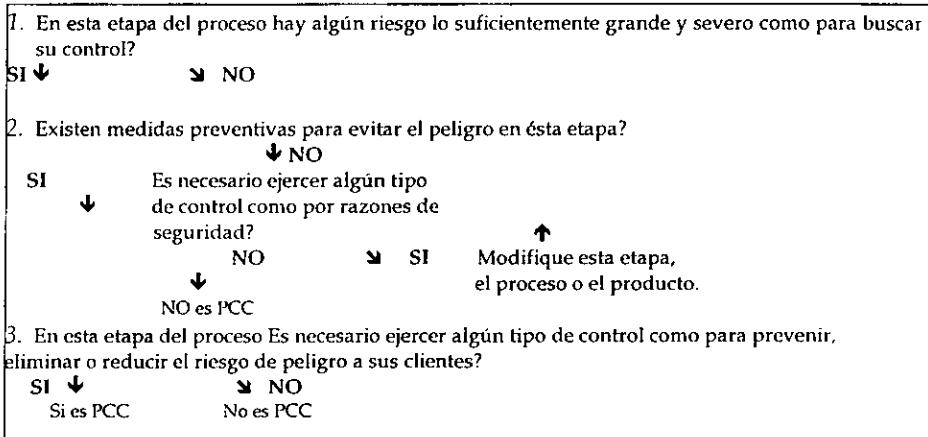 1. En esta etapa del proceso hay algún riesgo lo suficientemente grande y severo como para buscar
su control?
SI ↓ ↘ NO
2. Existen medidas preventivas para evitar el peligro en ésta etapa?
↓ NO
SI Es necesario ejercer algún tipo
↓ de control como por razones de
seguridad? ↑
NO ↘ SI Modifique esta etapa,
↓ el proceso o el producto.
NO es PCC
3. En esta etapa del proceso Es necesario ejercer algún tipo de control como para prevenir,
eliminar o reducir el riesgo de peligro a sus clientes?
SI ↓ ↘ NO
Si es PCC No es PCC